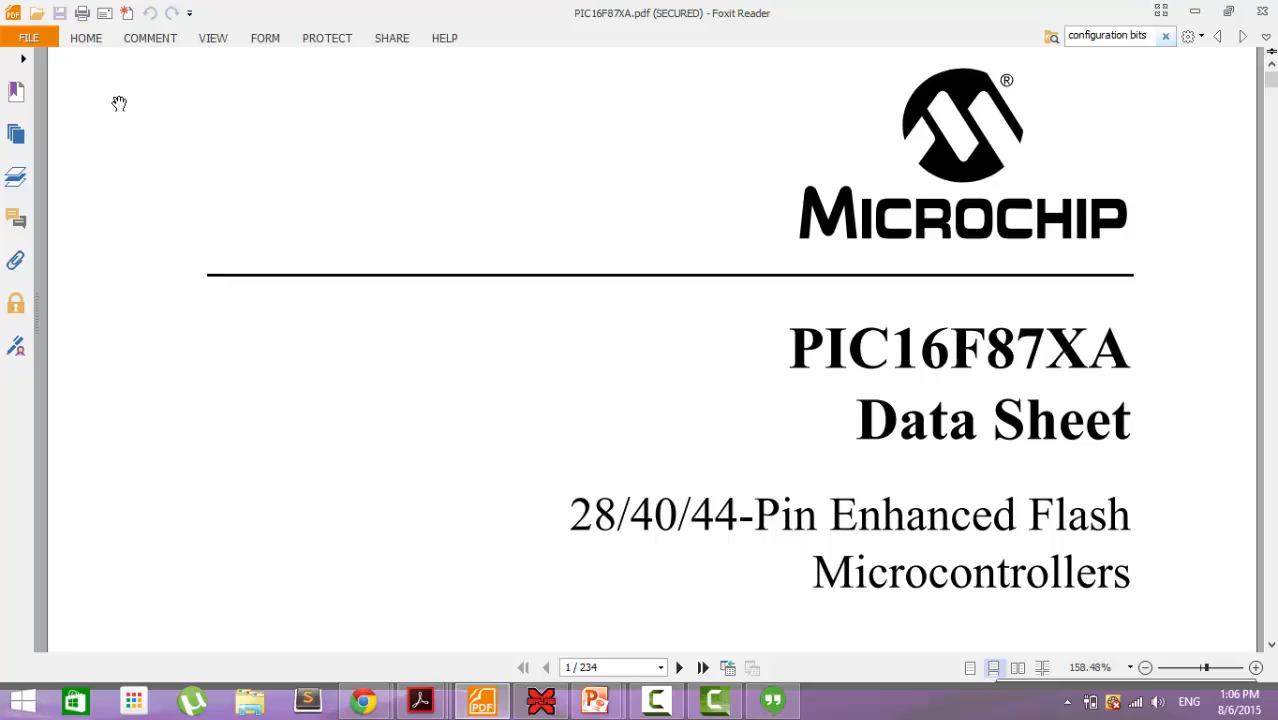 PIC16F87XA.pdf (SECURED) - Foxit Reader
FILE HOME COMMENT VIEW FORM PROTECT SHARE HELP
configuration bits
®
MICROCHIP
PIC16F87XA
Data Sheet
28/40/44-Pin Enhanced Flash
Microcontrollers
1 / 234
158.48%
PDF
ENG
1:06 PM
8/6/2015